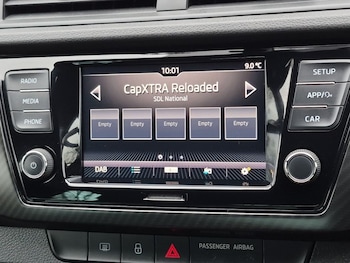 RADIO
MEDIA
PHONE
10:01
9.0°C
CapXTRA Reloaded
SDL National
Empty Empty Empty Empty Empty
DAB
SETUP
APP/
CAR
PASSENGER AIRBAG